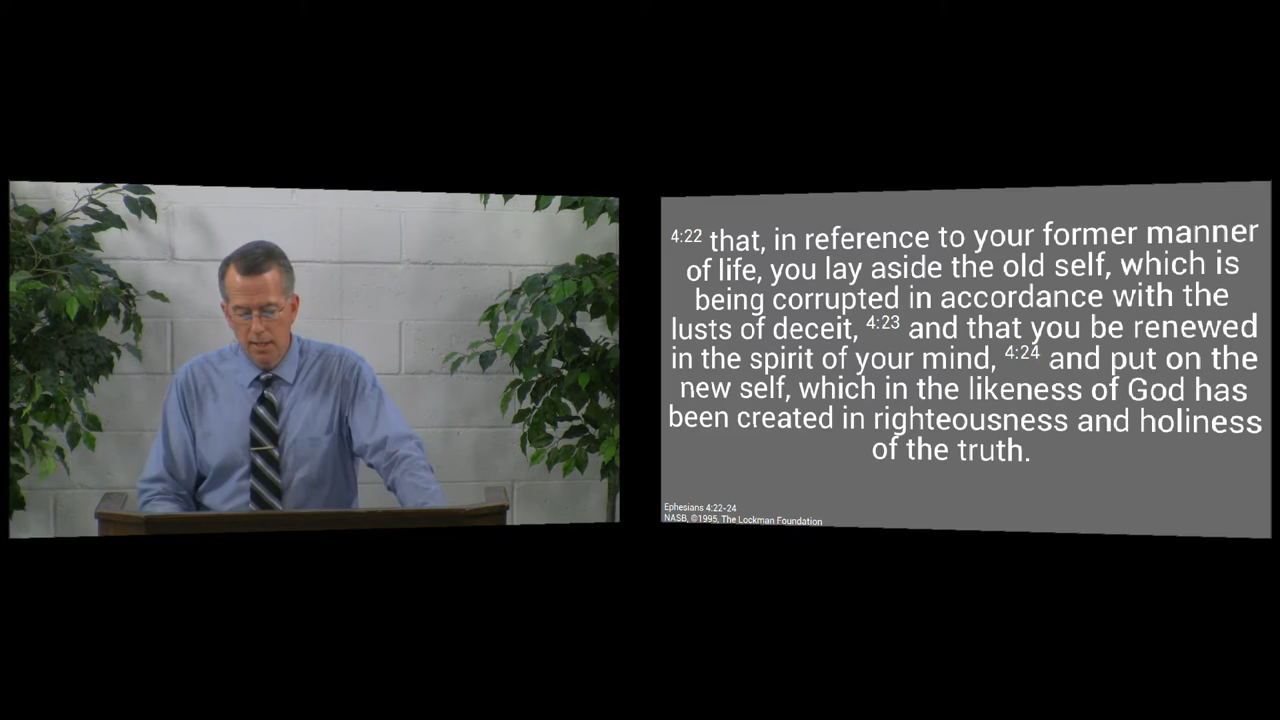 4:22 that, in reference to your former manner
of life, you lay aside the old self, which is
being corrupted in accordance with the
lusts of deceit, 4:23 and that you be renewed
in the spirit of your mind, 4:24 and put on the
new self, which in the likeness of God has
been created in righteousness and holiness
of the truth.
Ephesians 4:22-24
NASB, ©1995, The Lockman Foundation